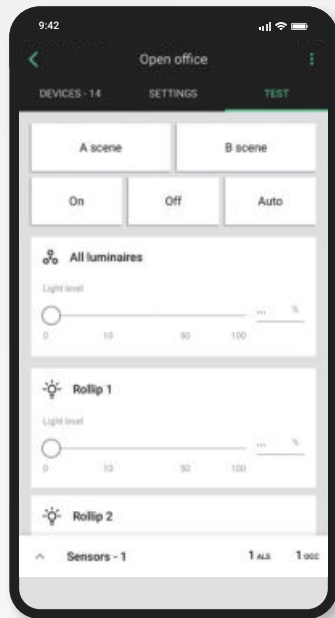 9:42
Open office
DEVICES - 14 SETTINGS TEST
A scene B scene
On Off Auto
All luminaires
Light level
... %
0 10 50 100
Rollip 1
Light level
... %
0 10 50 100
Rollip 2
Sensors - 1 1 ALS 1 OCC